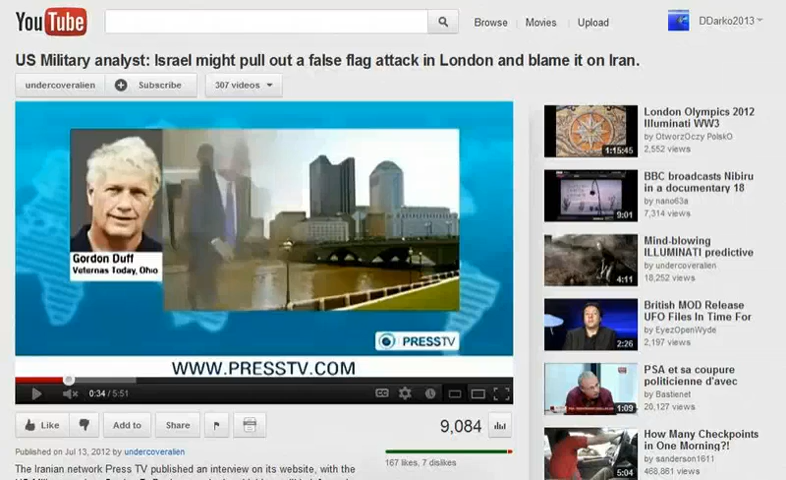 YouTube
Browse
Movies
Upload
DDarko2013
US Military analyst: Israel might pull out a false flag attack in London and blame it on Iran.
undercoveralien
Subscribe
307 videos
Gordon Duff
Veternas Today, Ohio
PRESSTV
WWW.PRESSTV.COM
0:34 / 5:51
CC
Like
Add to
Share
9,084
Published on Jul 13, 2012 by undercoveralien
167 likes, 7 dislikes
The Iranian network Press TV published an interview on its website, with the
London Olympics 2012
Illuminati WW3
by OtworzOczy PolskO
2,552 views
1:15:45
BBC broadcasts Nibiru
in a documentary 18
by nano63a
7,314 views
9:01
Mind-blowing
ILLUMINATI predictive
by undercoveralien
18,252 views
4:11
British MOD Release
UFO Files In Time For
by EyezOpenWyde
2,197 views
2:26
PSA et sa coupure
politicienne d'avec
by Bastienet
20,127 views
1:09
How Many Checkpoints
in One Morning?!
by sanderson1611
468,861 views
5:04